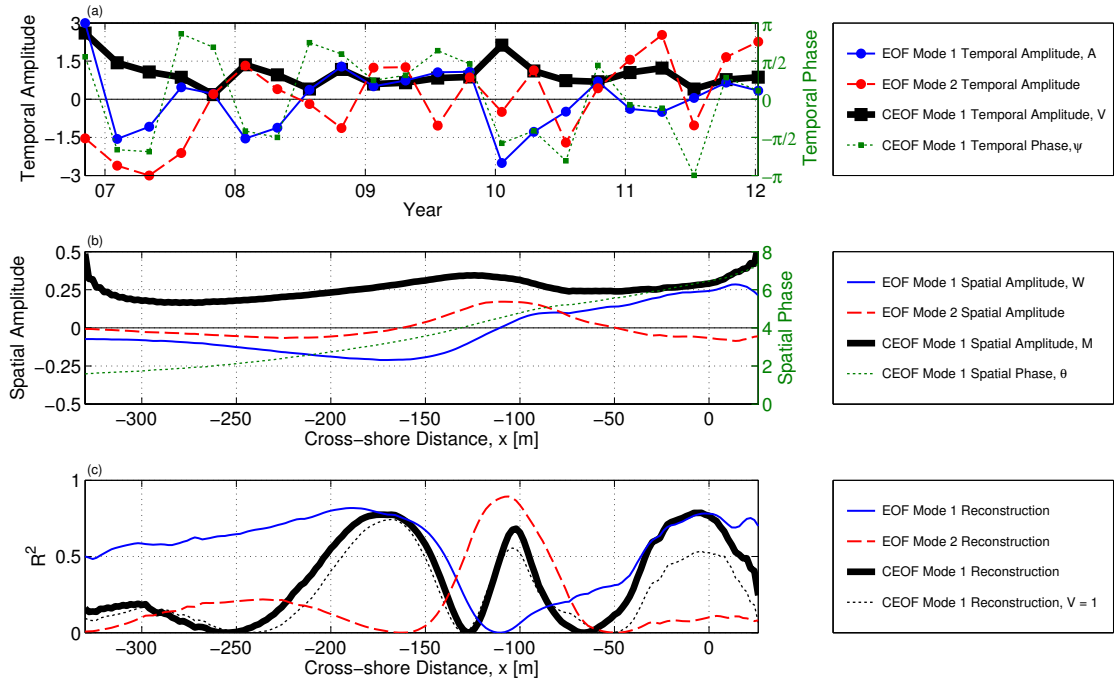 (a)
3
1.5
0
−1.5
−3
Temporal Amplitude
π
π/2
0
−π/2
−π
Temporal Phase
07 08 09 10 11 12
Year
EOF Mode 1 Temporal Amplitude, A
EOF Mode 2 Temporal Amplitude
CEOF Mode 1 Temporal Amplitude, V
CEOF Mode 1 Temporal Phase, ψ
(b)
0.5
0.25
0
−0.25
−0.5
Spatial Amplitude
8
6
4
2
0
Spatial Phase
−300 −250 −200 −150 −100 −50 0
Cross−shore Distance, x [m]
EOF Mode 1 Spatial Amplitude, W
EOF Mode 2 Spatial Amplitude
CEOF Mode 1 Spatial Amplitude, M
CEOF Mode 1 Spatial Phase, θ
(c)
1
0.5
0
R²
−300 −250 −200 −150 −100 −50 0
Cross−shore Distance, x [m]
EOF Mode 1 Reconstruction
EOF Mode 2 Reconstruction
CEOF Mode 1 Reconstruction
CEOF Mode 1 Reconstruction, V = 1